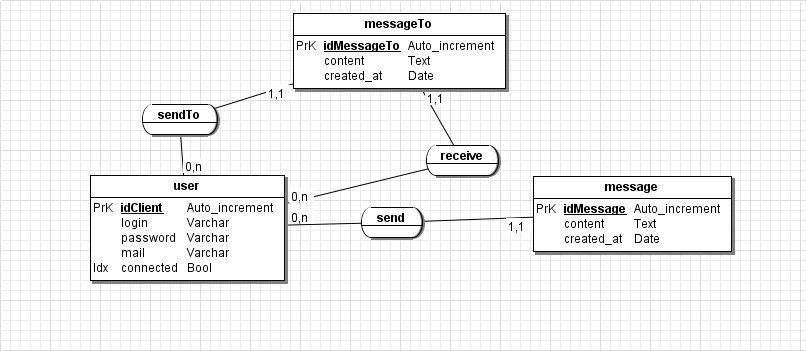 messageTo
PrK idMessageTo Auto_increment
content Text
created_at Date
1,1
1,1
sendTo
receive
0,n
user
PrK idClient Auto_increment
login Varchar
password Varchar
mail Varchar
Idx connected Bool
0,n
0,n
send
1,1
message
PrK idMessage Auto_increment
content Text
created_at Date